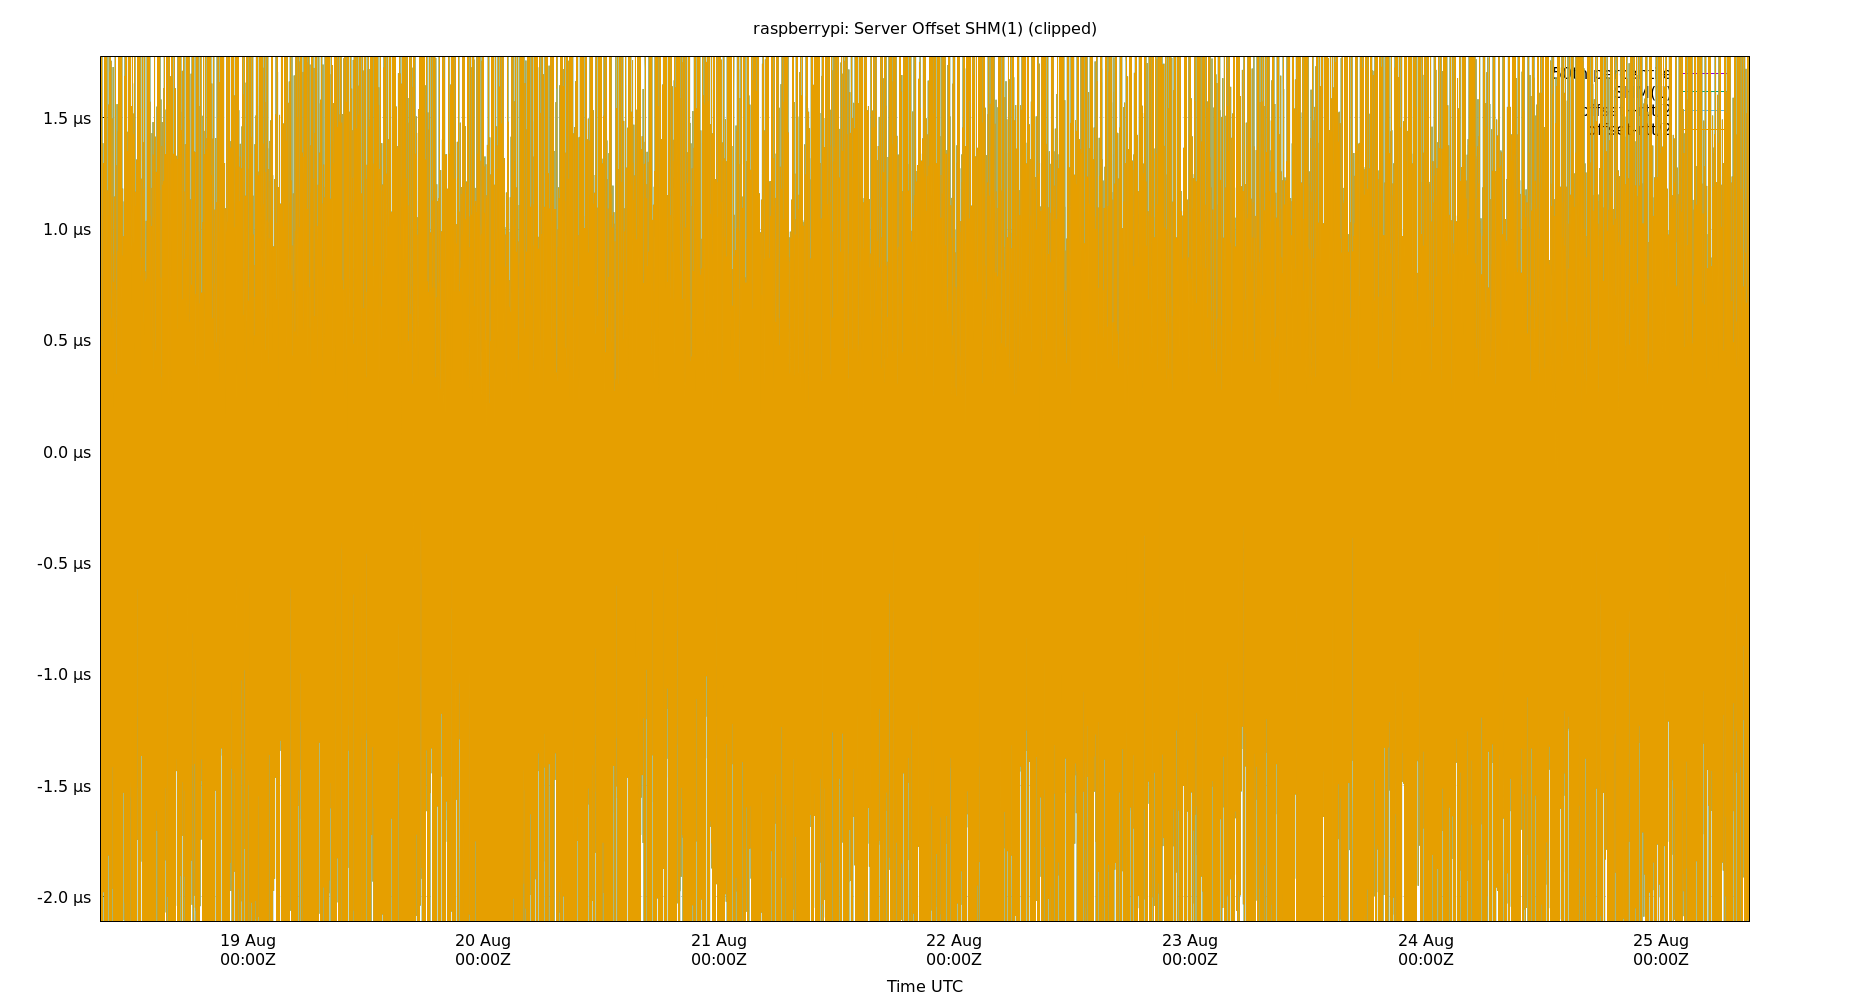 raspberrypi: Server Offset SHM(1) (clipped)
1.5 µs
1.0 µs
0.5 µs
0.0 µs
-0.5 µs
-1.0 µs
-1.5 µs
-2.0 µs
19 Aug 20 Aug 21 Aug 22 Aug 23 Aug 24 Aug 25 Aug
00:00Z 00:00Z 00:00Z 00:00Z 00:00Z 00:00Z 00:00Z
Time UTC